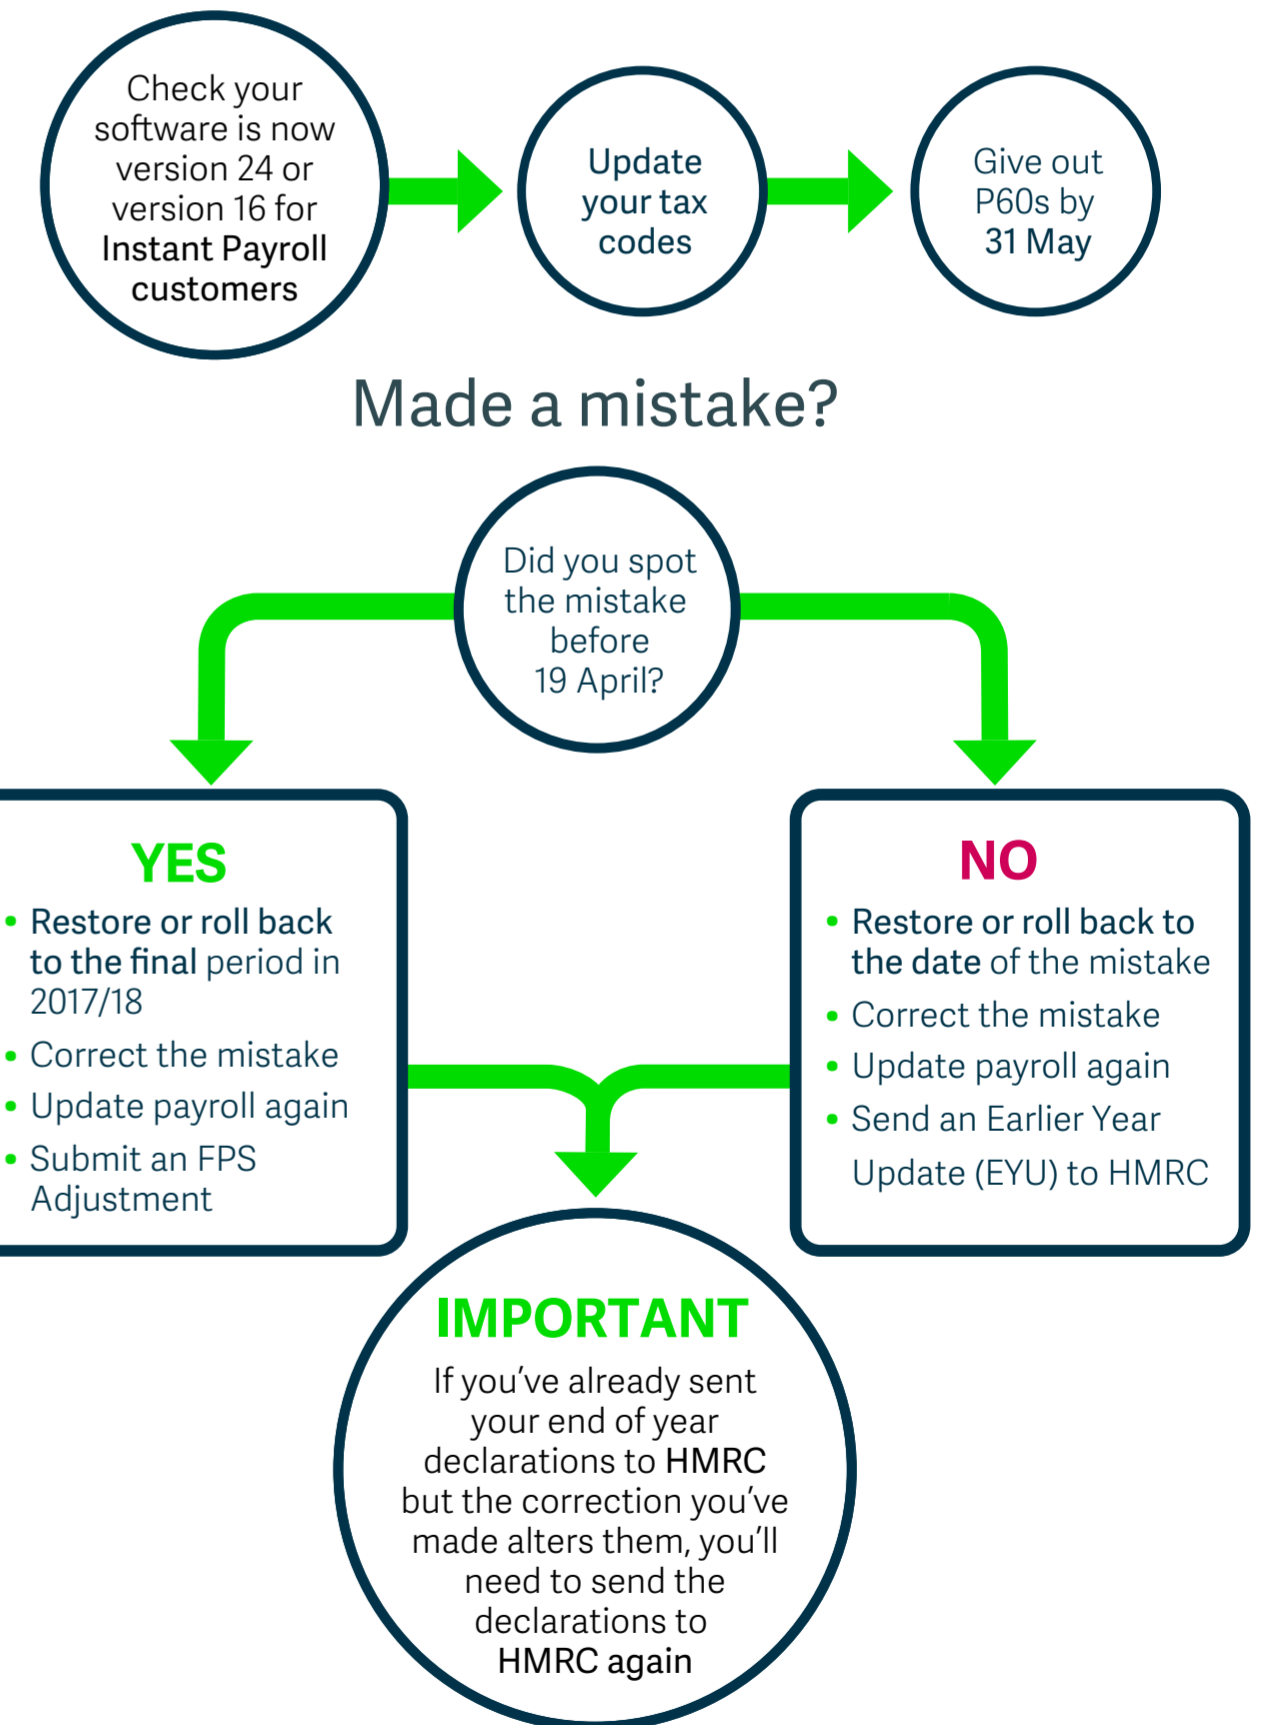 Check your
software is now
version 24 or
version 16 for
Instant Payroll
customers
Update
your tax
codes
Give out
P60s by
31 May
Made a mistake?
Did you spot
the mistake
before
19 April?
YES
• Restore or roll back
to the final period in
2017/18
• Correct the mistake
• Update payroll again
• Submit an FPS
Adjustment
NO
• Restore or roll back to
the date of the mistake
• Correct the mistake
• Update payroll again
• Send an Earlier Year
Update (EYU) to HMRC
IMPORTANT
If you’ve already sent
your end of year
declarations to HMRC
but the correction you’ve
made alters them, you’ll
need to send the
declarations to
HMRC again